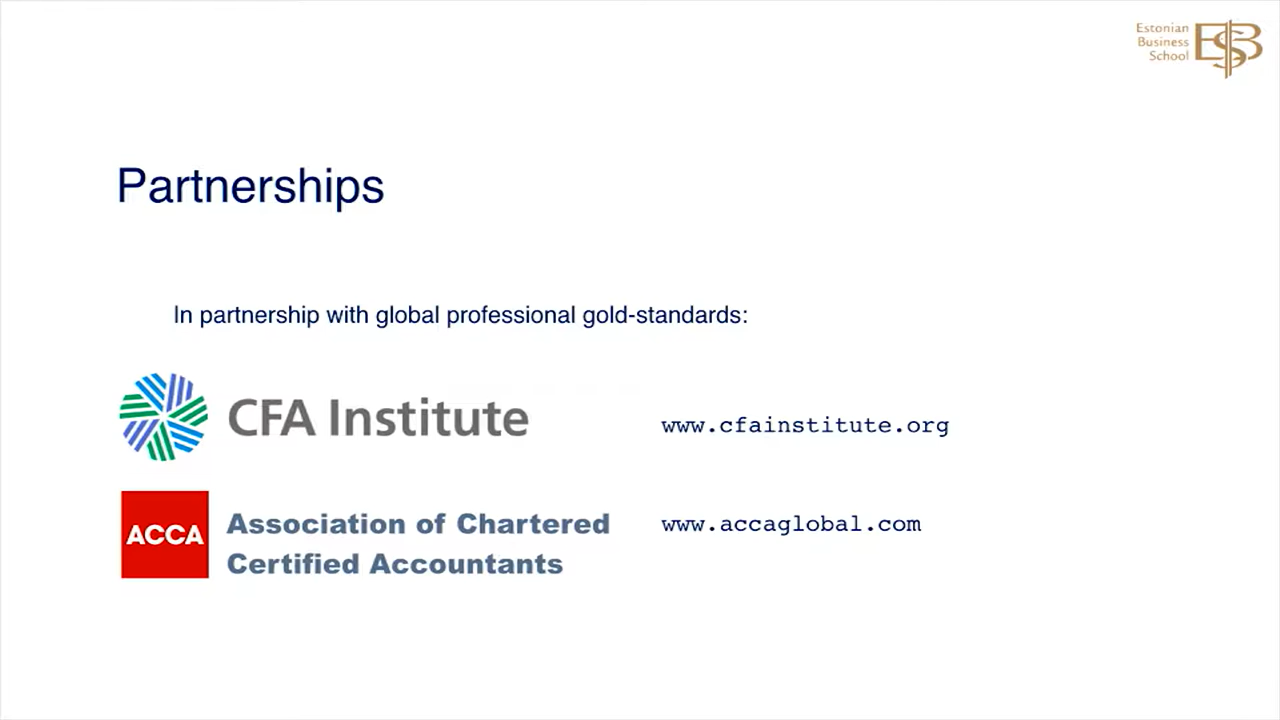 Estonian
Business
School
EBS
Partnerships
In partnership with global professional gold-standards:
CFA Institute
www.cfainstitute.org
ACCA
Association of Chartered
Certified Accountants
www.accaglobal.com